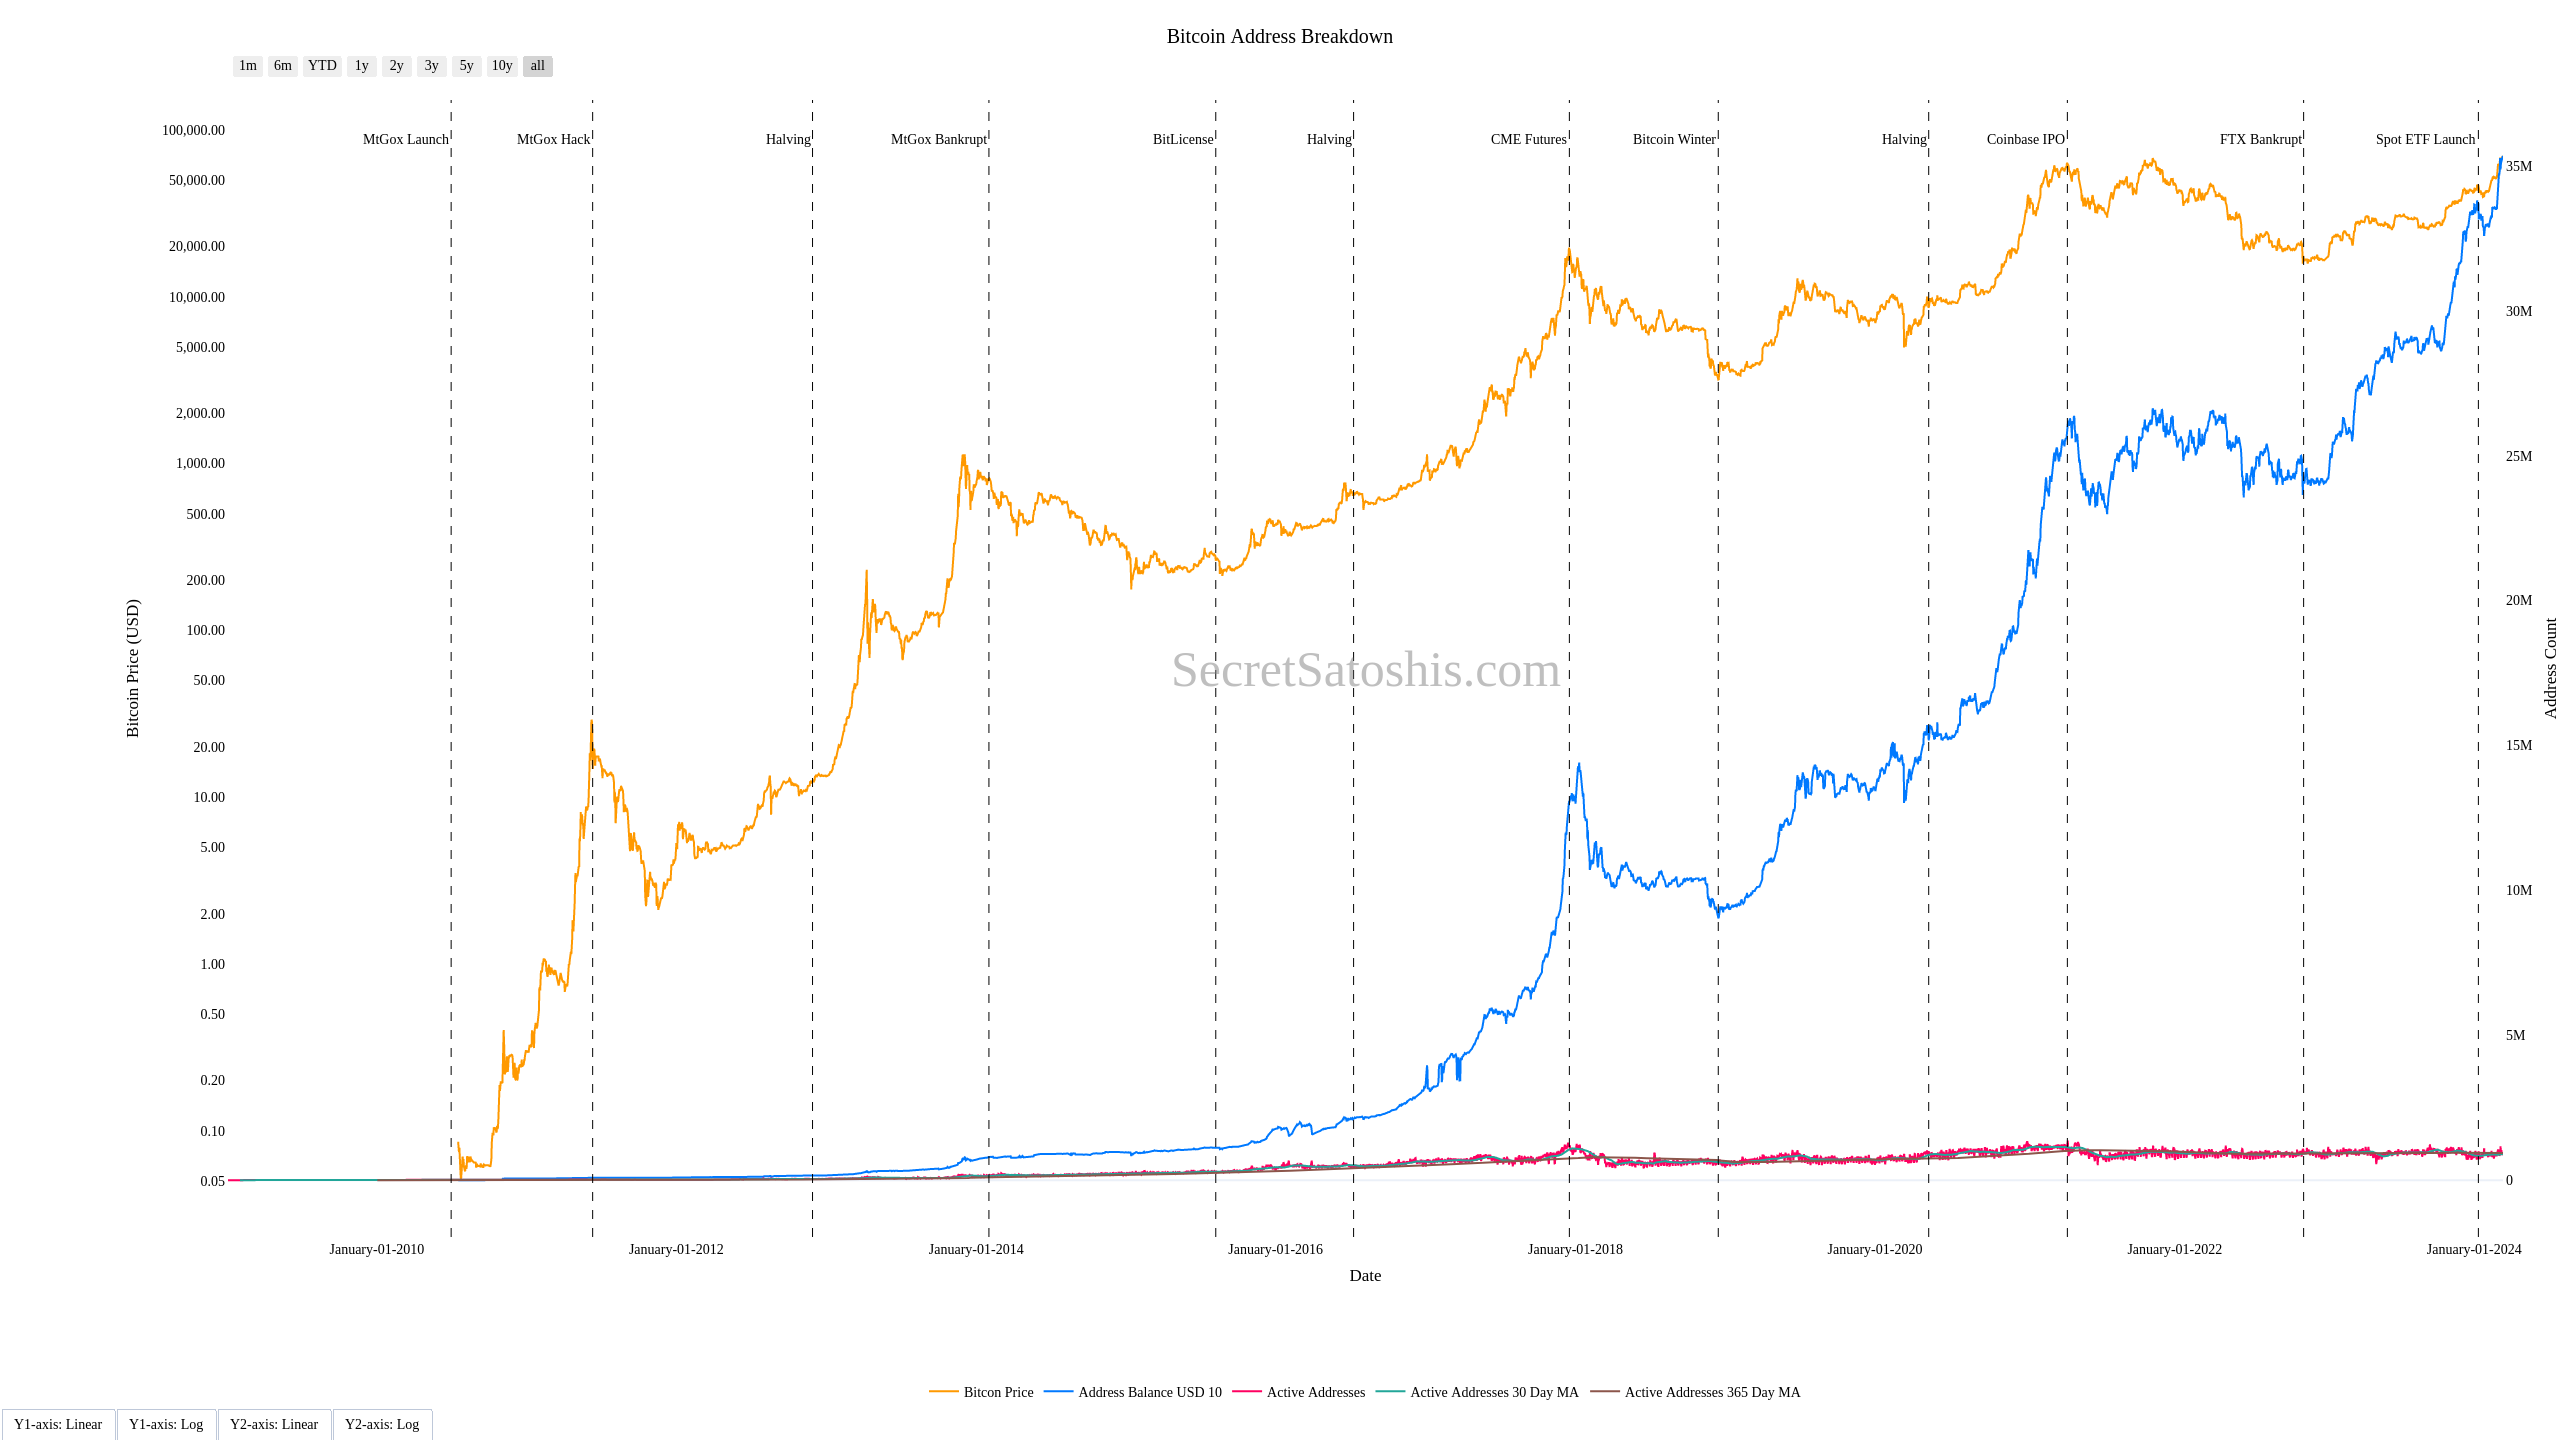 Bitcoin Address Breakdown
1m 6m YTD 1y 2y 3y 5y 10y all
MtGox Launch MtGox Hack Halving MtGox Bankrupt BitLicense Halving CME Futures Bitcoin Winter Halving Coinbase IPO FTX Bankrupt Spot ETF Launch
100,000.00
50,000.00
20,000.00
10,000.00
5,000.00
2,000.00
1,000.00
500.00
200.00
100.00
50.00
20.00
10.00
5.00
2.00
1.00
0.50
0.20
0.10
0.05
Bitcoin Price (USD)
SecretSatoshis.com
35M
30M
25M
20M
15M
10M
5M
0
Address Count
January-01-2010 January-01-2012 January-01-2014 January-01-2016 January-01-2018 January-01-2020 January-01-2022 January-01-2024
Date
Bitcon Price Address Balance USD 10 Active Addresses Active Addresses 30 Day MA Active Addresses 365 Day MA
Y1-axis: Linear Y1-axis: Log Y2-axis: Linear Y2-axis: Log